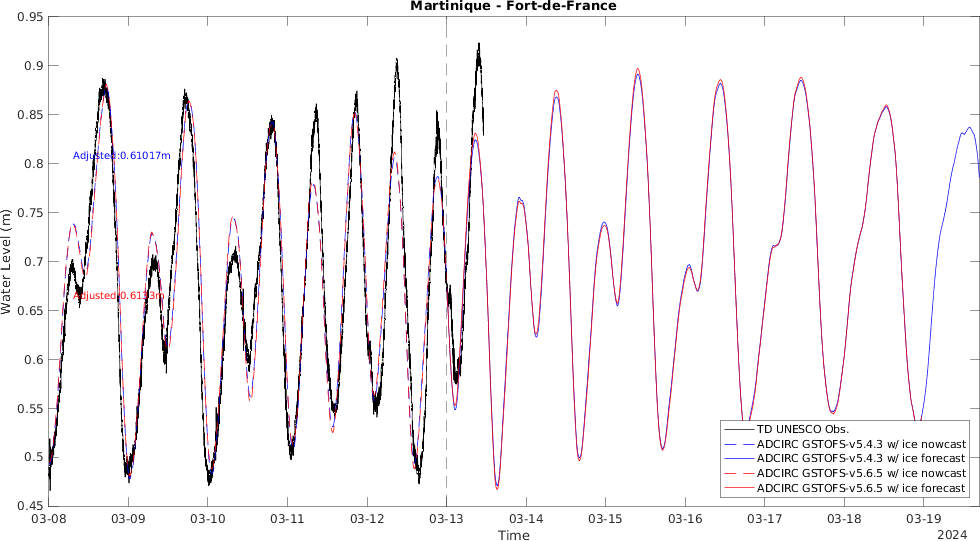 Martinique - Fort-de-France
0.95
0.9
0.85
0.8
0.75
0.7
0.65
0.6
0.55
0.5
0.45
Water Level (m)
Adjusted:0.61017m
Adjusted:0.6133m
TD UNESCO Obs.
ADCIRC GSTOFS-v5.4.3 w/ ice nowcast
ADCIRC GSTOFS-v5.4.3 w/ ice forecast
ADCIRC GSTOFS-v5.6.5 w/ ice nowcast
ADCIRC GSTOFS-v5.6.5 w/ ice forecast
03-08 03-09 03-10 03-11 03-12 03-13 03-14 03-15 03-16 03-17 03-18 03-19
Time
2024